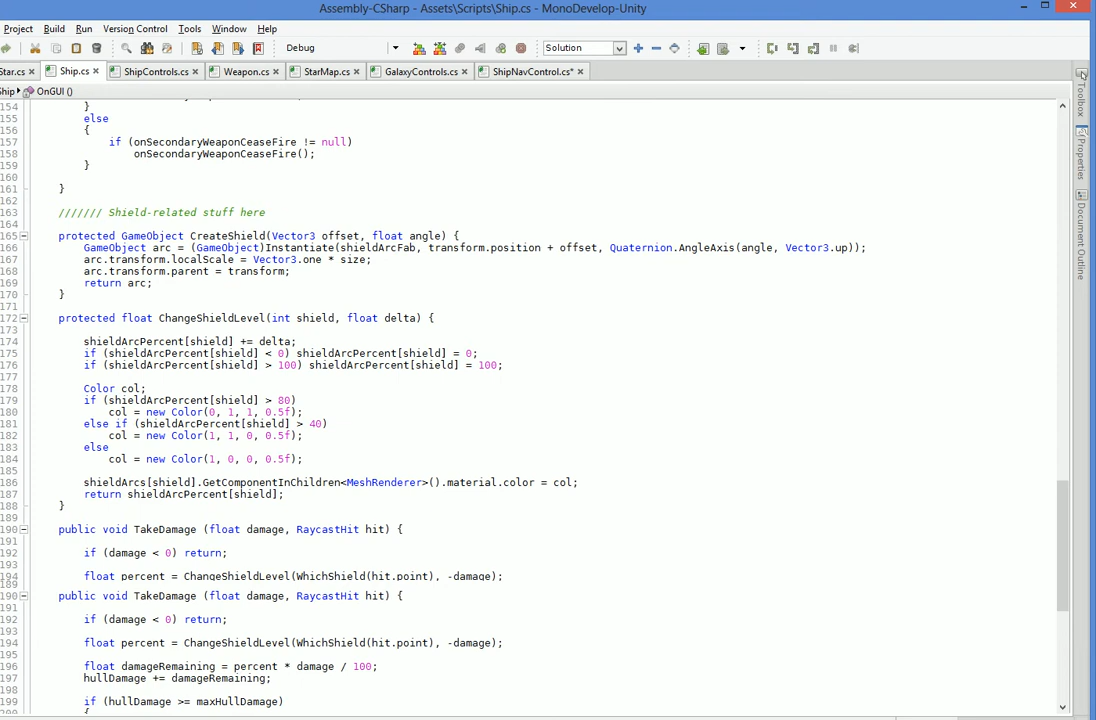 Assembly-CSharp - Assets\Scripts\Ship.cs - MonoDevelop-Unity
Project Build Run Version Control Tools Window Help
Debug Solution
Star.cs Ship.cs ShipControls.cs Weapon.cs StarMap.cs GalaxyControls.cs ShipNavControl.cs*
Ship OnGUI ()
154 }
155 else
156 {
157 if (onSecondaryWeaponCeaseFire != null)
158 onSecondaryWeaponCeaseFire();
159 }
160
161 }
162
163 /////// Shield-related stuff here
164
165 protected GameObject CreateShield(Vector3 offset, float angle) {
166 GameObject arc = (GameObject)Instantiate(shieldArcFab, transform.position + offset, Quaternion.AngleAxis(angle, Vector3.up));
167 arc.transform.localScale = Vector3.one * size;
168 arc.transform.parent = transform;
169 return arc;
170 }
171
172 protected float ChangeShieldLevel(int shield, float delta) {
173
174 shieldArcPercent[shield] += delta;
175 if (shieldArcPercent[shield] < 0) shieldArcPercent[shield] = 0;
176 if (shieldArcPercent[shield] > 100) shieldArcPercent[shield] = 100;
177
178 Color col;
179 if (shieldArcPercent[shield] > 80)
180 col = new Color(0, 1, 1, 0.5f);
181 else if (shieldArcPercent[shield] > 40)
182 col = new Color(1, 1, 0, 0.5f);
183 else
184 col = new Color(1, 0, 0, 0.5f);
185
186 shieldArcs[shield].GetComponentInChildren<MeshRenderer>().material.color = col;
187 return shieldArcPercent[shield];
188 }
189
190 public void TakeDamage (float damage, RaycastHit hit) {
191
192 if (damage < 0) return;
193
194 float percent = ChangeShieldLevel(WhichShield(hit.point), -damage);
189
190 public void TakeDamage (float damage, RaycastHit hit) {
191
192 if (damage < 0) return;
193
194 float percent = ChangeShieldLevel(WhichShield(hit.point), -damage);
195
196 float damageRemaining = percent * damage / 100;
197 hullDamage += damageRemaining;
198
199 if (hullDamage >= maxHullDamage)
200 {
Toolbox
Properties
Document Outline